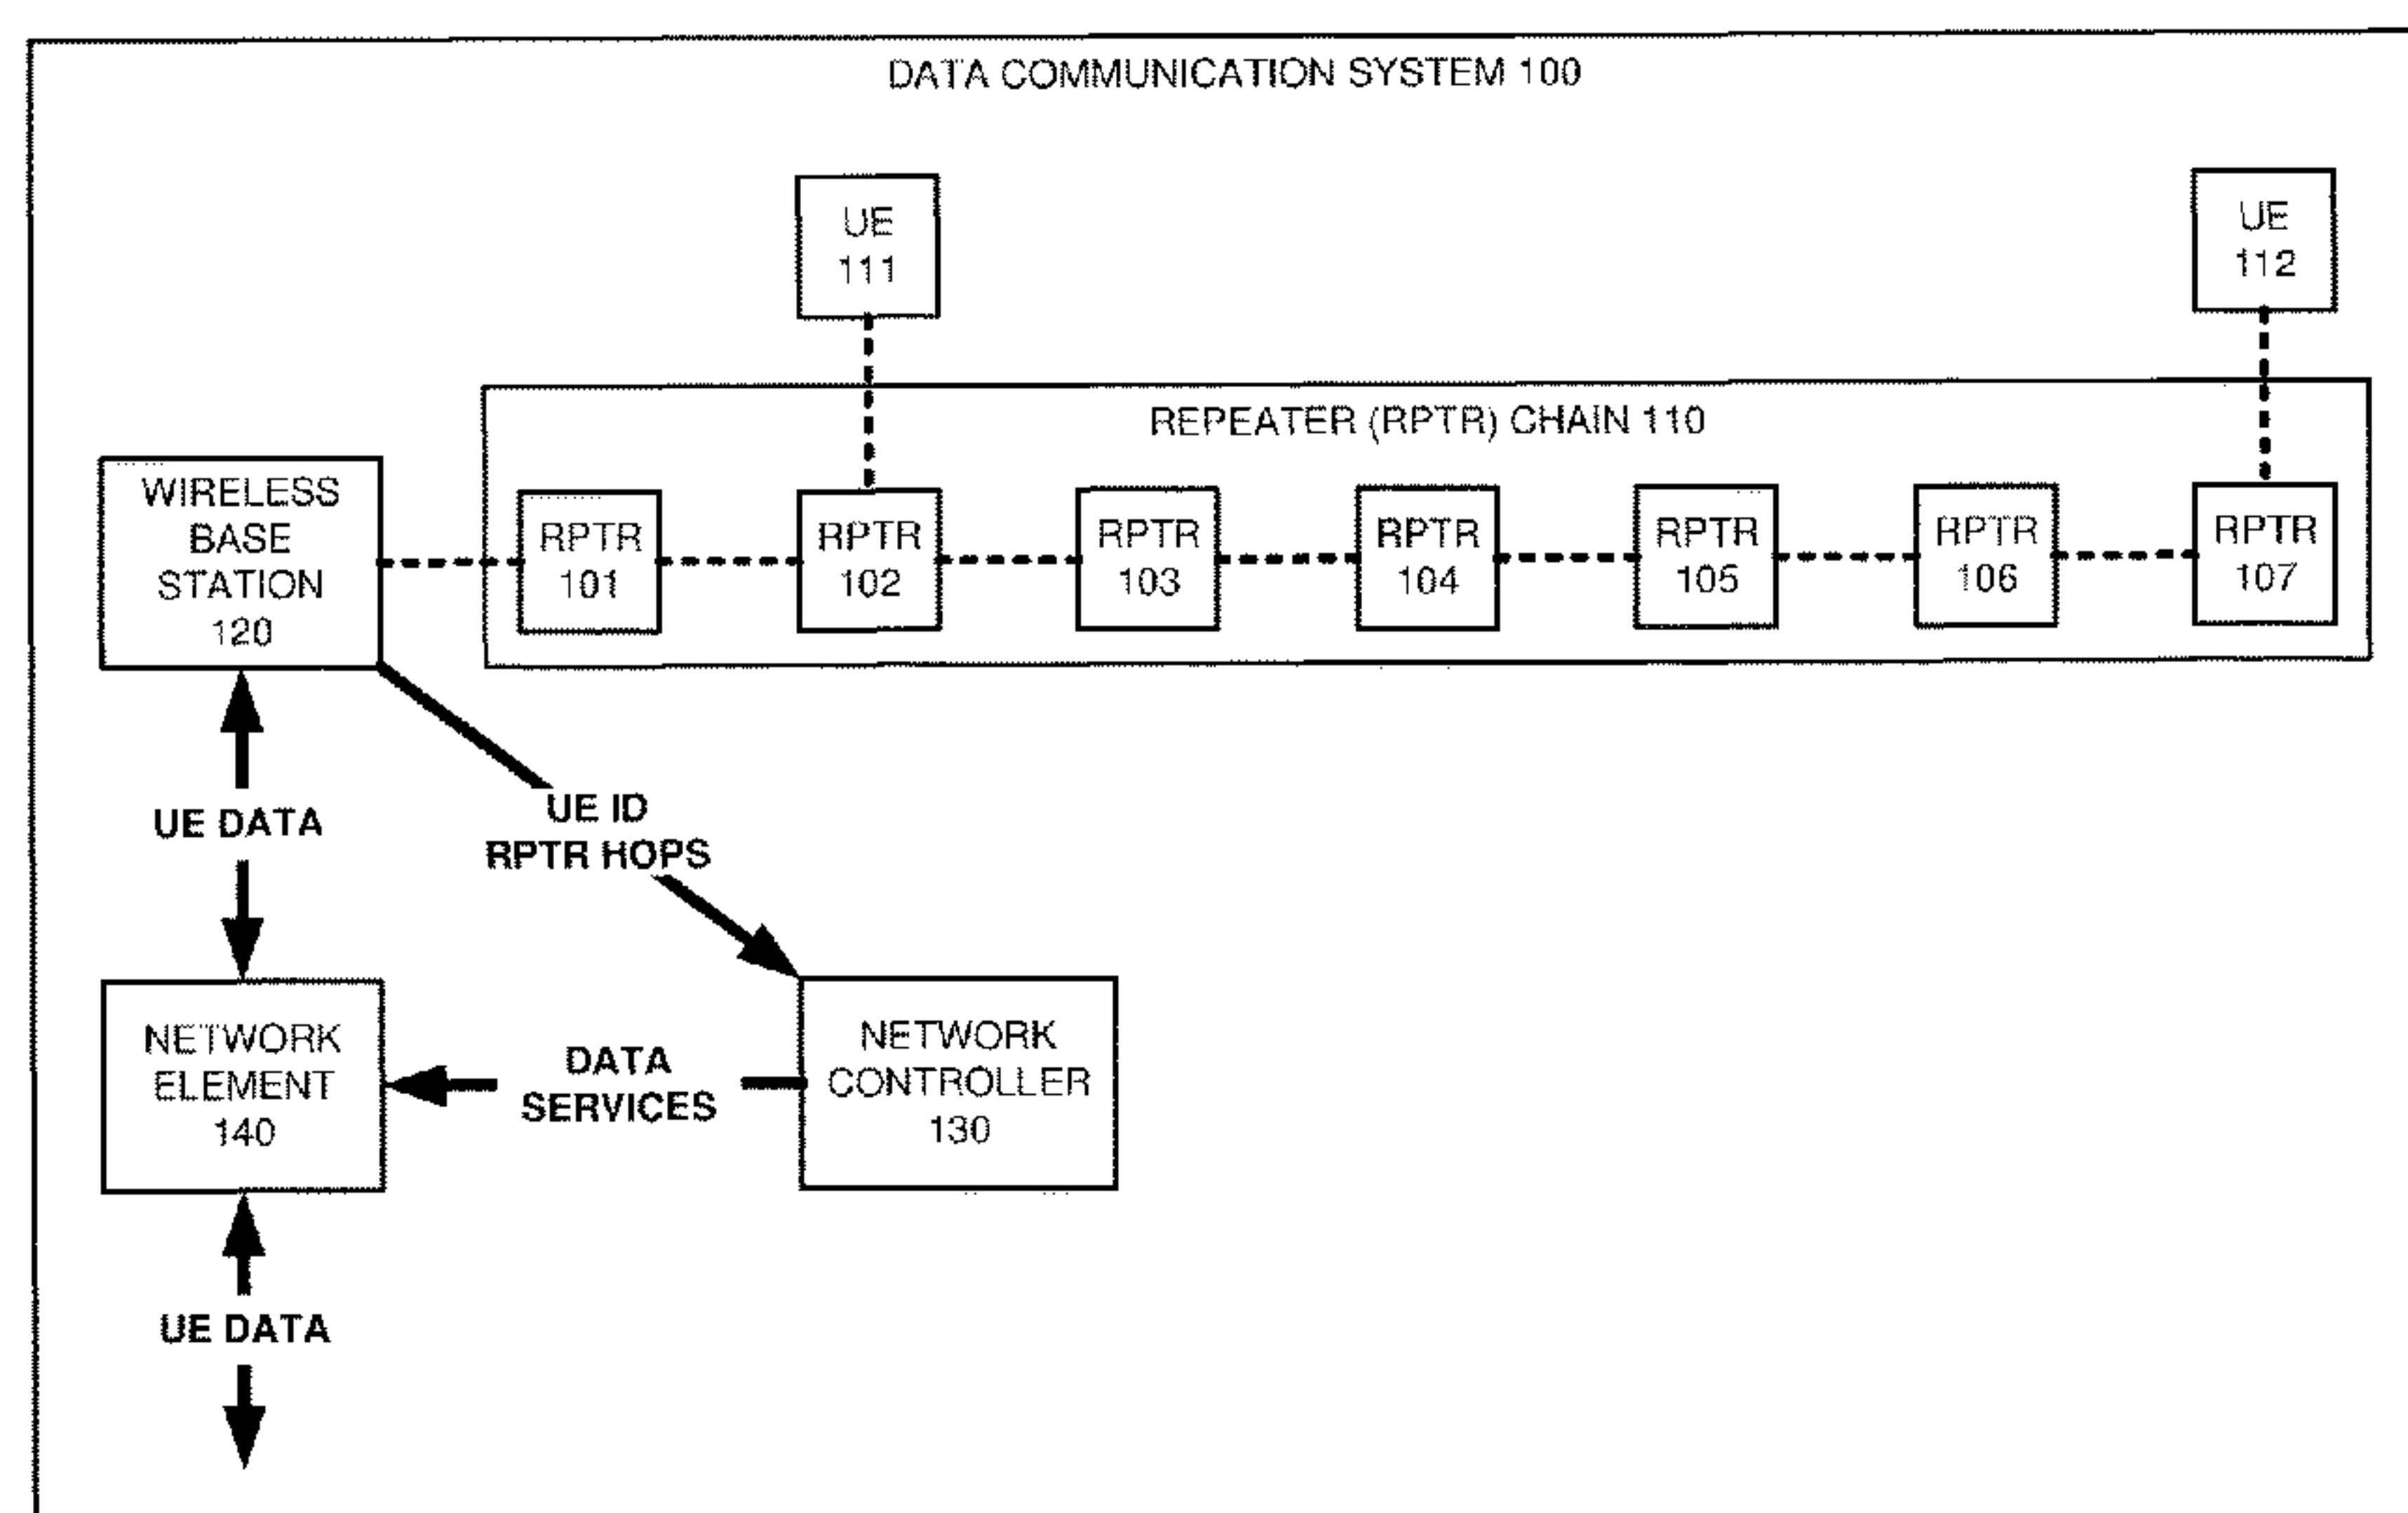 DATA COMMUNICATION SYSTEM 100
UE
111
UE
112
REPEATER (RPTR) CHAIN 110
WIRELESS
BASE
STATION
120
RPTR
101
RPTR
102
RPTR
103
RPTR
104
RPTR
105
RPTR
106
RPTR
107
UE DATA
UE ID
RPTR HOPS
NETWORK
ELEMENT
140
DATA
SERVICES
NETWORK
CONTROLLER
130
UE DATA